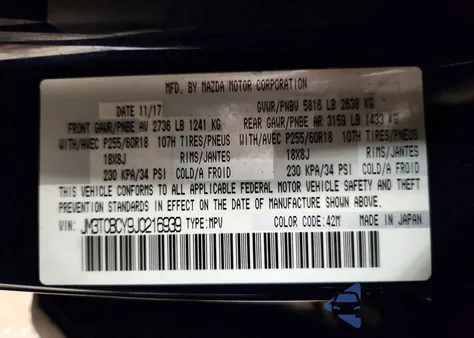 MFD. BY MAZDA MOTOR CORPORATION
DATE 11/17 GVWR/PNBV 5816 LB 2638 KG
FRONT GAWR/PNBE AV 2736 LB 1241 KG REAR GAWR/PNBE AR 3159 LB 1433 KG
WITH/AVEC P255/60R18 107H TIRES/PNEUS WITH/AVEC P255/60R18 107H TIRES/PNEUS
18X8J RIMS/JANTES 18X8J RIMS/JANTES
230 KPA/34 PSI COLD/A FROID 230 KPA/34 PSI COLD/A FROID
THIS VEHICLE CONFORMS TO ALL APPLICABLE FEDERAL MOTOR VEHICLE SAFETY AND THEFT
PREVENTION STANDARDS IN EFFECT ON THE DATE OF MANUFACTURE SHOWN ABOVE.
VIN: JM3TCBCY9J0216939 TYPE:MPV COLOR CODE:42M MADE IN JAPAN